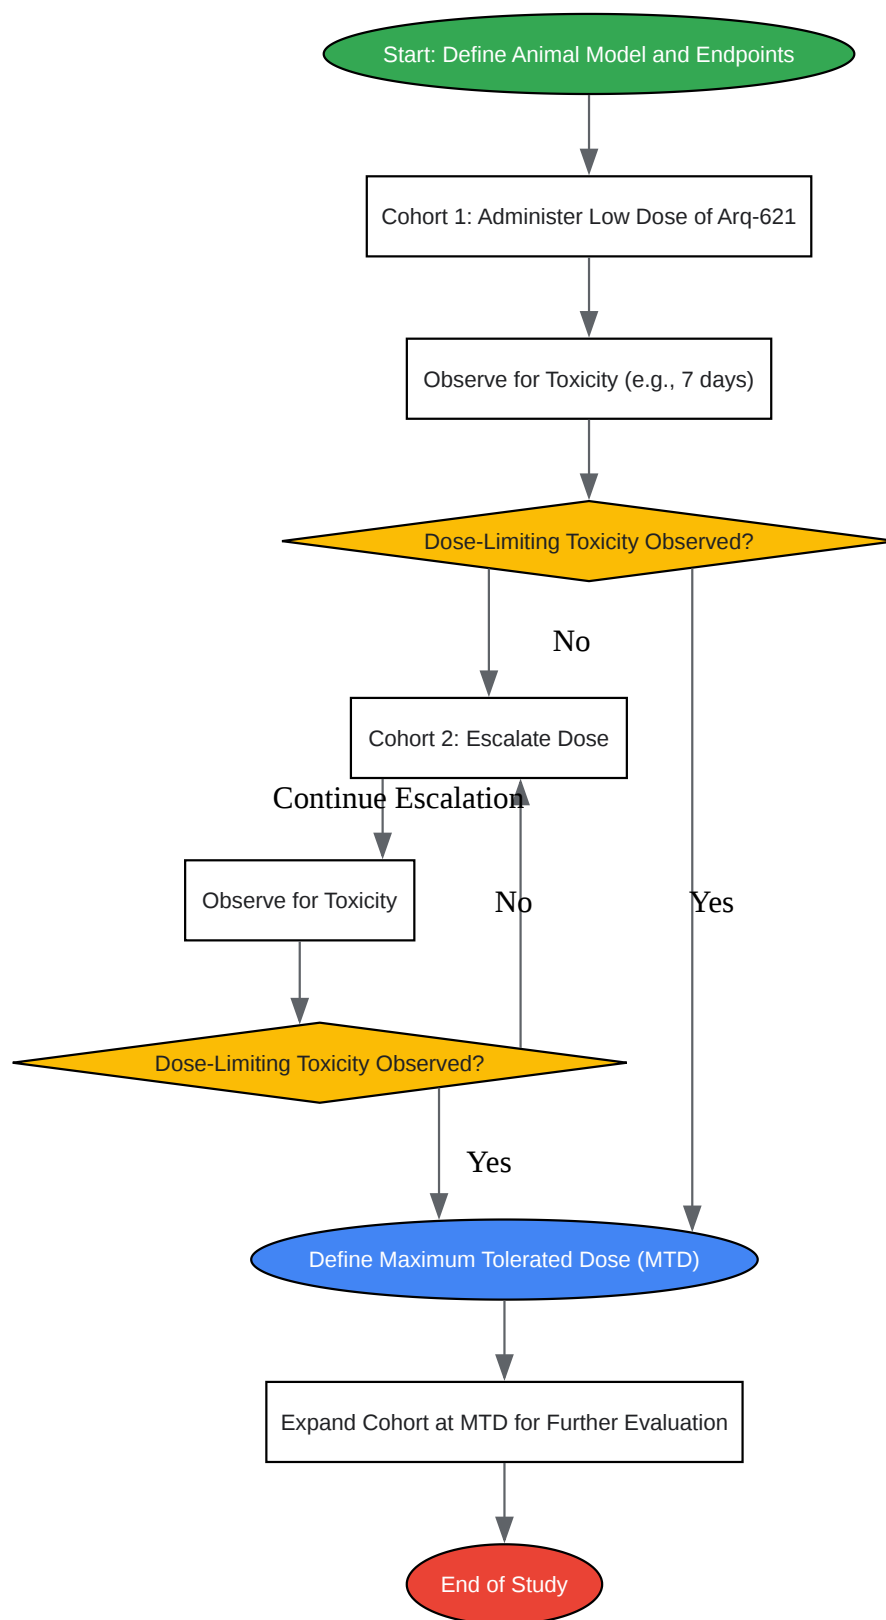 Start: Define Animal Model and Endpoints
Cohort 1: Administer Low Dose of Arq-621
Observe for Toxicity (e.g., 7 days)
Dose-Limiting Toxicity Observed?
No
Cohort 2: Escalate Dose
Continue Escalation
Observe for Toxicity
No
Yes
Dose-Limiting Toxicity Observed?
Yes
Define Maximum Tolerated Dose (MTD)
Expand Cohort at MTD for Further Evaluation
End of Study